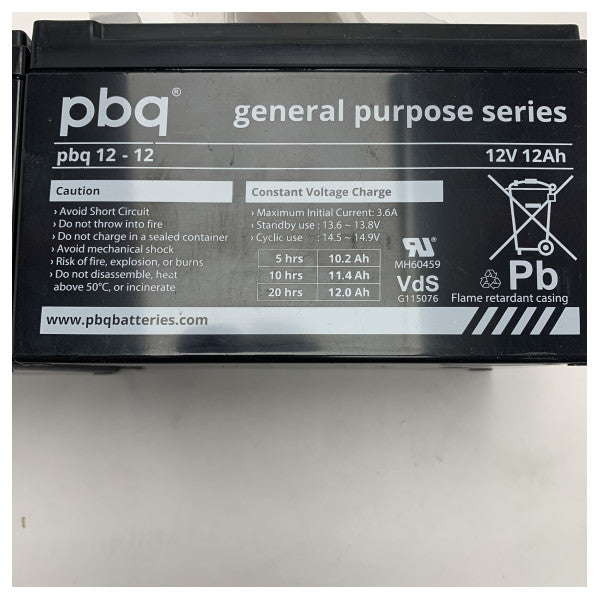 pbq®
general purpose series
pbq 12 - 12
12V 12Ah
Caution
› Avoid Short Circuit
› Do not throw into fire
› Do not charge in a sealed container
› Avoid mechanical shock
› Risk of fire, explosion, or burns
› Do not disassemble, heat
above 50°C, or incinerate
Constant Voltage Charge
› Maximum Initial Current: 3.6A
› Standby use : 13.6 ~ 13.8V
› Cyclic use : 14.5 ~ 14.9V
5 hrs 10.2 Ah
10 hrs 11.4 Ah
20 hrs 12.0 Ah
MH60459
VdS
G115076
Pb
Flame retardant casing
www.pbqbatteries.com